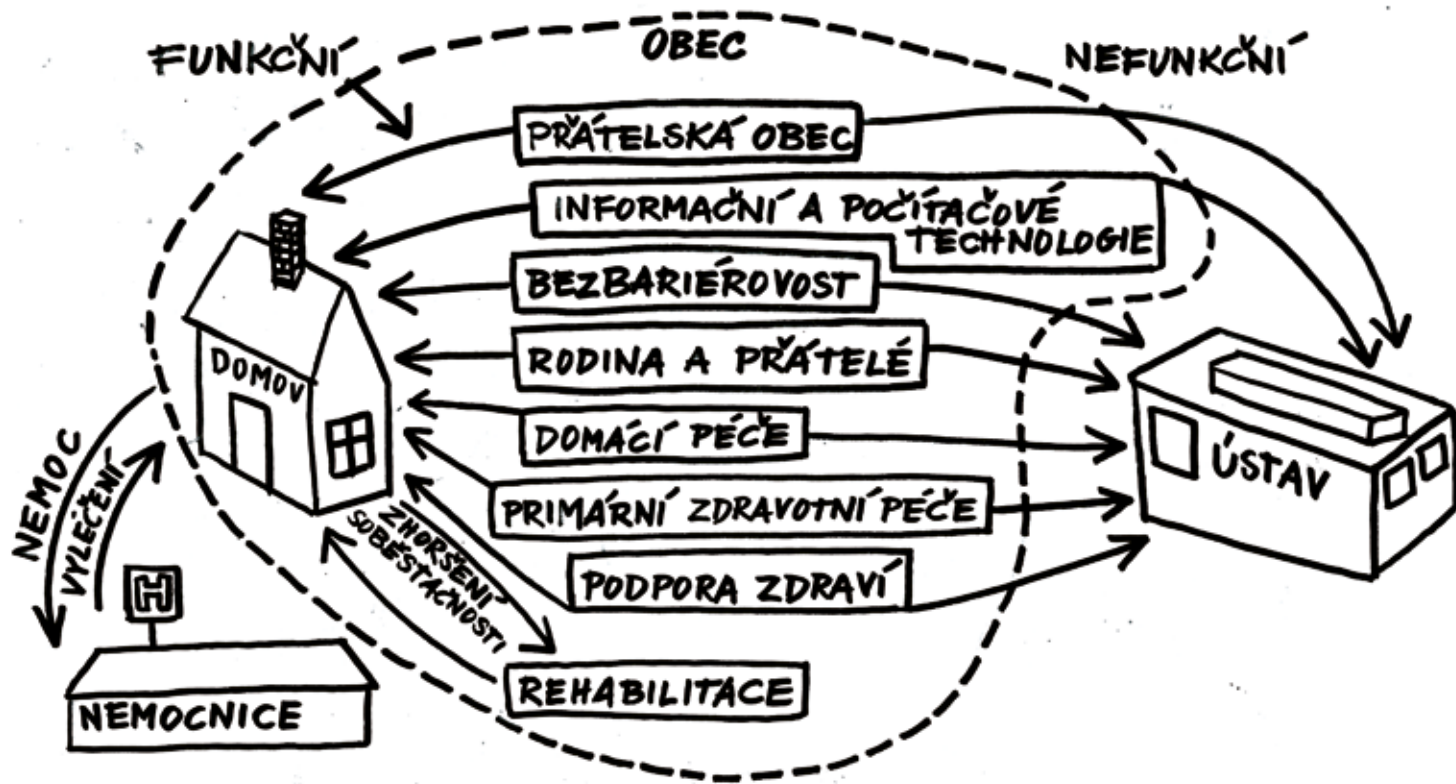 FUNKČNÍ
OBEC
NEFUNKČNÍ
PŘÁTELSKÁ OBEC
INFORMAČNÍ A POČÍTAČOVÉ
TECHNOLOGIE
BEZBARIÉROVOST
RODINA A PŘÁTELÉ
DOMOV
DOMÁCÍ PÉČE
ÚSTAV
PRIMÁRNÍ ZDRAVOTNÍ PÉČE
NEMOC
VYLÉČENÍ
ZHORŠENÍ
SOBĚSTAČNOSTI
PODPORA ZDRAVÍ
H
REHABILITACE
NEMOCNICE